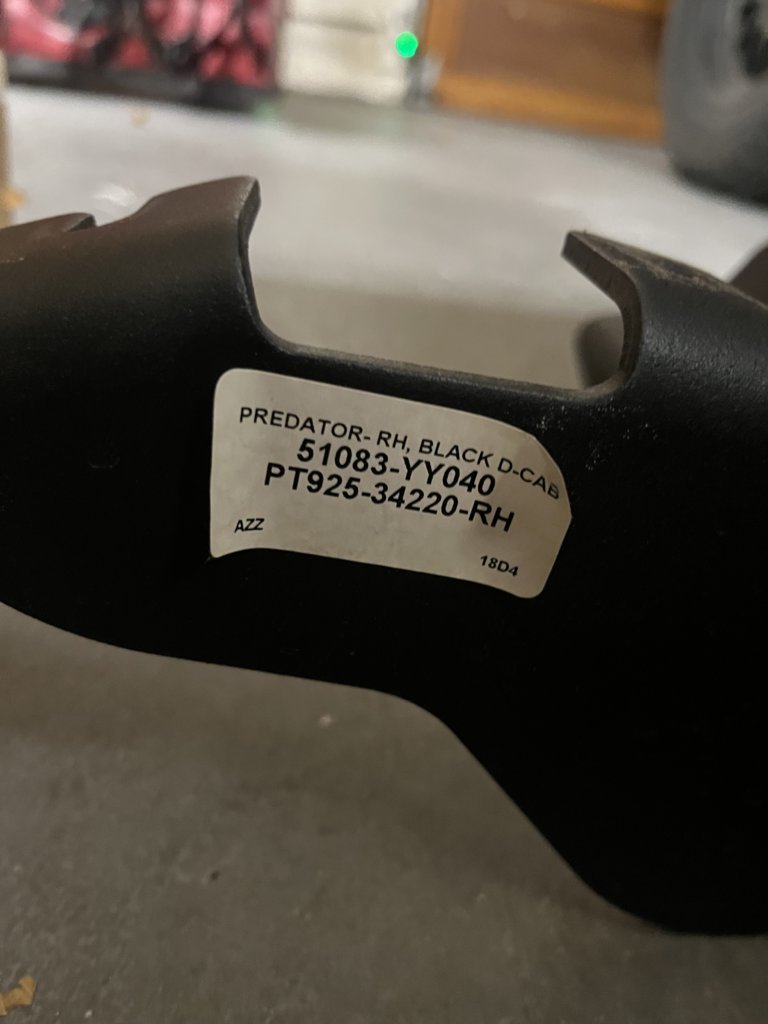 PREDATOR- RH, BLACK D-CAB
51083-YY040
PT925-34220-RH
AZZ
18D4